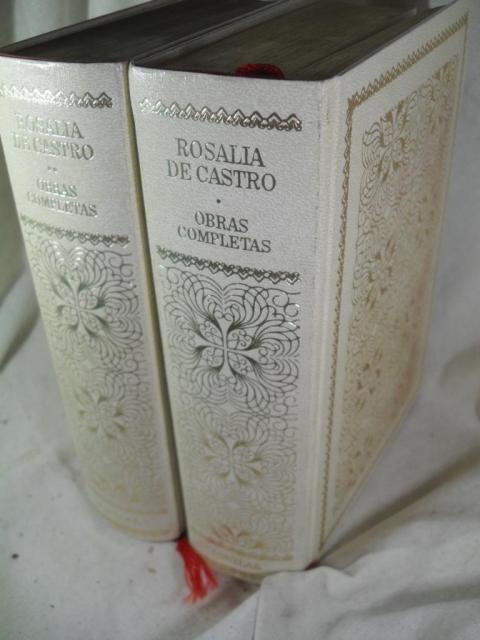 ROSALIA
DE CASTRO
••
OBRAS
COMPLETAS
ROSALIA
DE CASTRO
•
OBRAS
COMPLETAS